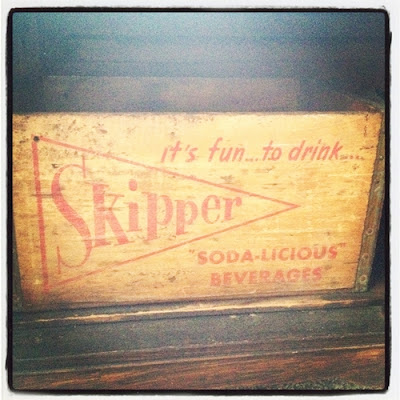 it's fun... to drink....
Skipper
"SODA-LICIOUS"
BEVERAGES"